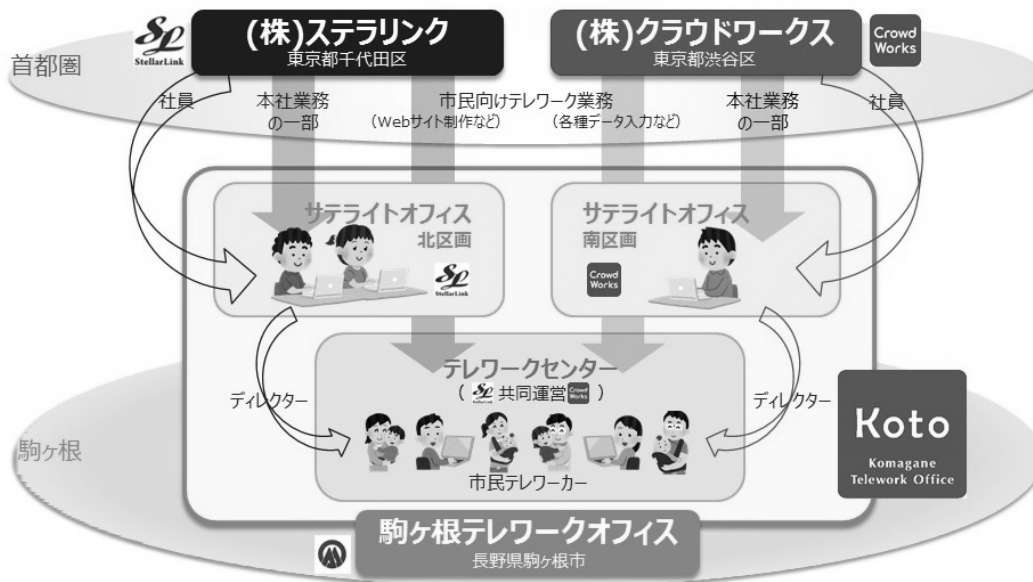 首都圏
SL
StellarLink
(株)ステラリンク
東京都千代田区
(株)クラウドワークス
東京都渋谷区
Crowd
Works
社員
本社業務
の一部
市民向けテレワーク業務
(Webサイト制作など)
(各種データ入力など)
本社業務
の一部
社員
サテライトオフィス
北区画
SL
StellarLink
サテライトオフィス
南区画
Crowd
Works
テレワークセンター
( SL StellarLink 共同運営 Crowd Works )
ディレクター
ディレクター
市民テレワーカー
駒ヶ根
Koto
Komagane
Telework Office
駒ヶ根テレワークオフィス
長野県駒ヶ根市